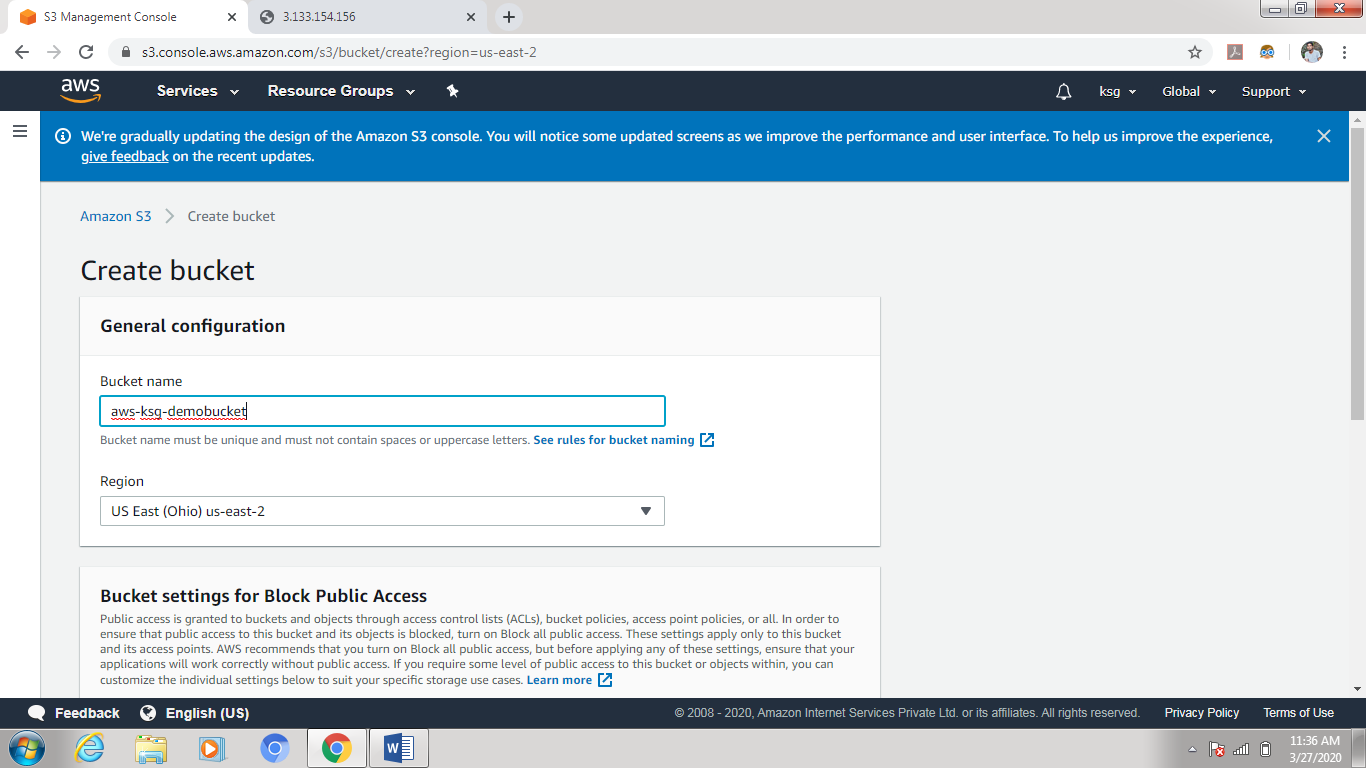 S3 Management Console
3.133.154.156
s3.console.aws.amazon.com/s3/bucket/create?region=us-east-2
aws
Services
Resource Groups
ksg
Global
Support
We're gradually updating the design of the Amazon S3 console. You will notice some updated screens as we improve the performance and user interface. To help us improve the experience,
give feedback on the recent updates.
Amazon S3
Create bucket
Create bucket
General configuration
Bucket name
aws-ksg-demobucket
Bucket name must be unique and must not contain spaces or uppercase letters. See rules for bucket naming
Region
US East (Ohio) us-east-2
Bucket settings for Block Public Access
Public access is granted to buckets and objects through access control lists (ACLs), bucket policies, access point policies, or all. In order to
ensure that public access to this bucket and its objects is blocked, turn on Block all public access. These settings apply only to this bucket
and its access points. AWS recommends that you turn on Block all public access, but before applying any of these settings, ensure that your
applications will work correctly without public access. If you require some level of public access to this bucket or objects within, you can
customize the individual settings below to suit your specific storage use cases. Learn more
Feedback
English (US)
© 2008 - 2020, Amazon Internet Services Private Ltd. or its affiliates. All rights reserved.
Privacy Policy
Terms of Use
11:36 AM
3/27/2020